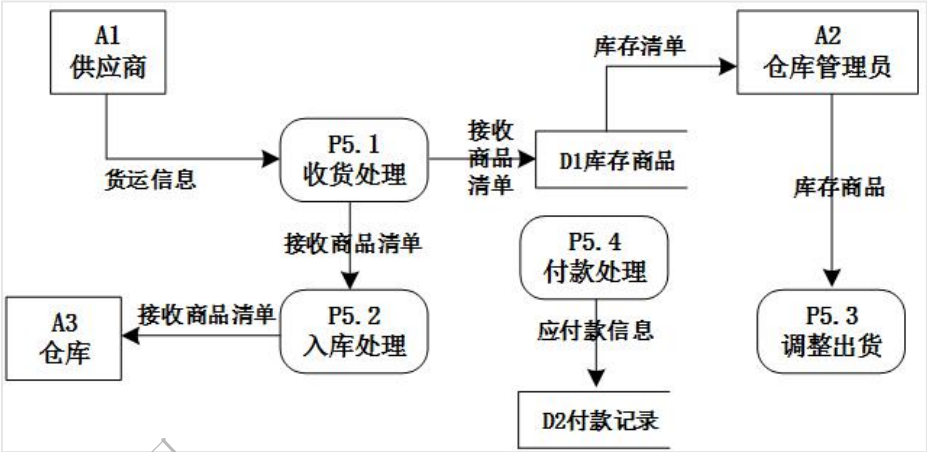 A1
供应商
库存清单
A2
仓库管理员
货运信息
P5.1
收货处理
接收
商品
清单
D1库存商品
库存商品
接收商品清单
P5.4
付款处理
A3
仓库
接收商品清单
P5.2
入库处理
应付款信息
P5.3
调整出货
D2付款记录